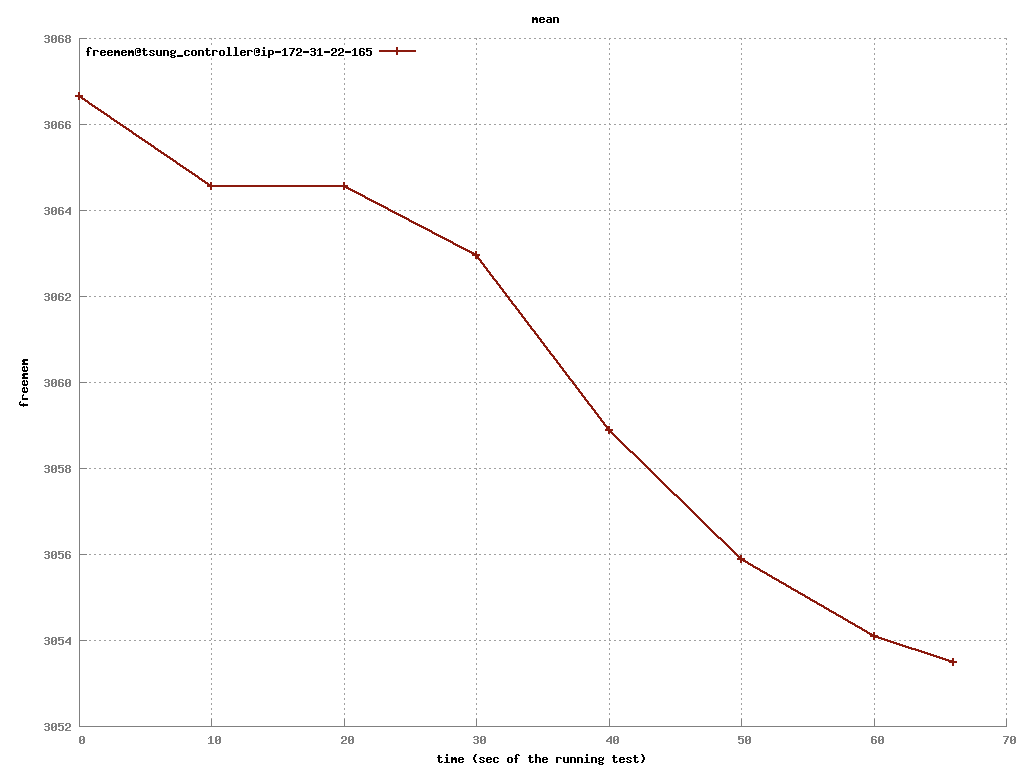 mean
3068
freemem@tsung_controller@ip-172-31-22-165
3066
3064
3062
3060
freemem
3058
3056
3054
3052
0 10 20 30 40 50 60 70
time (sec of the running test)